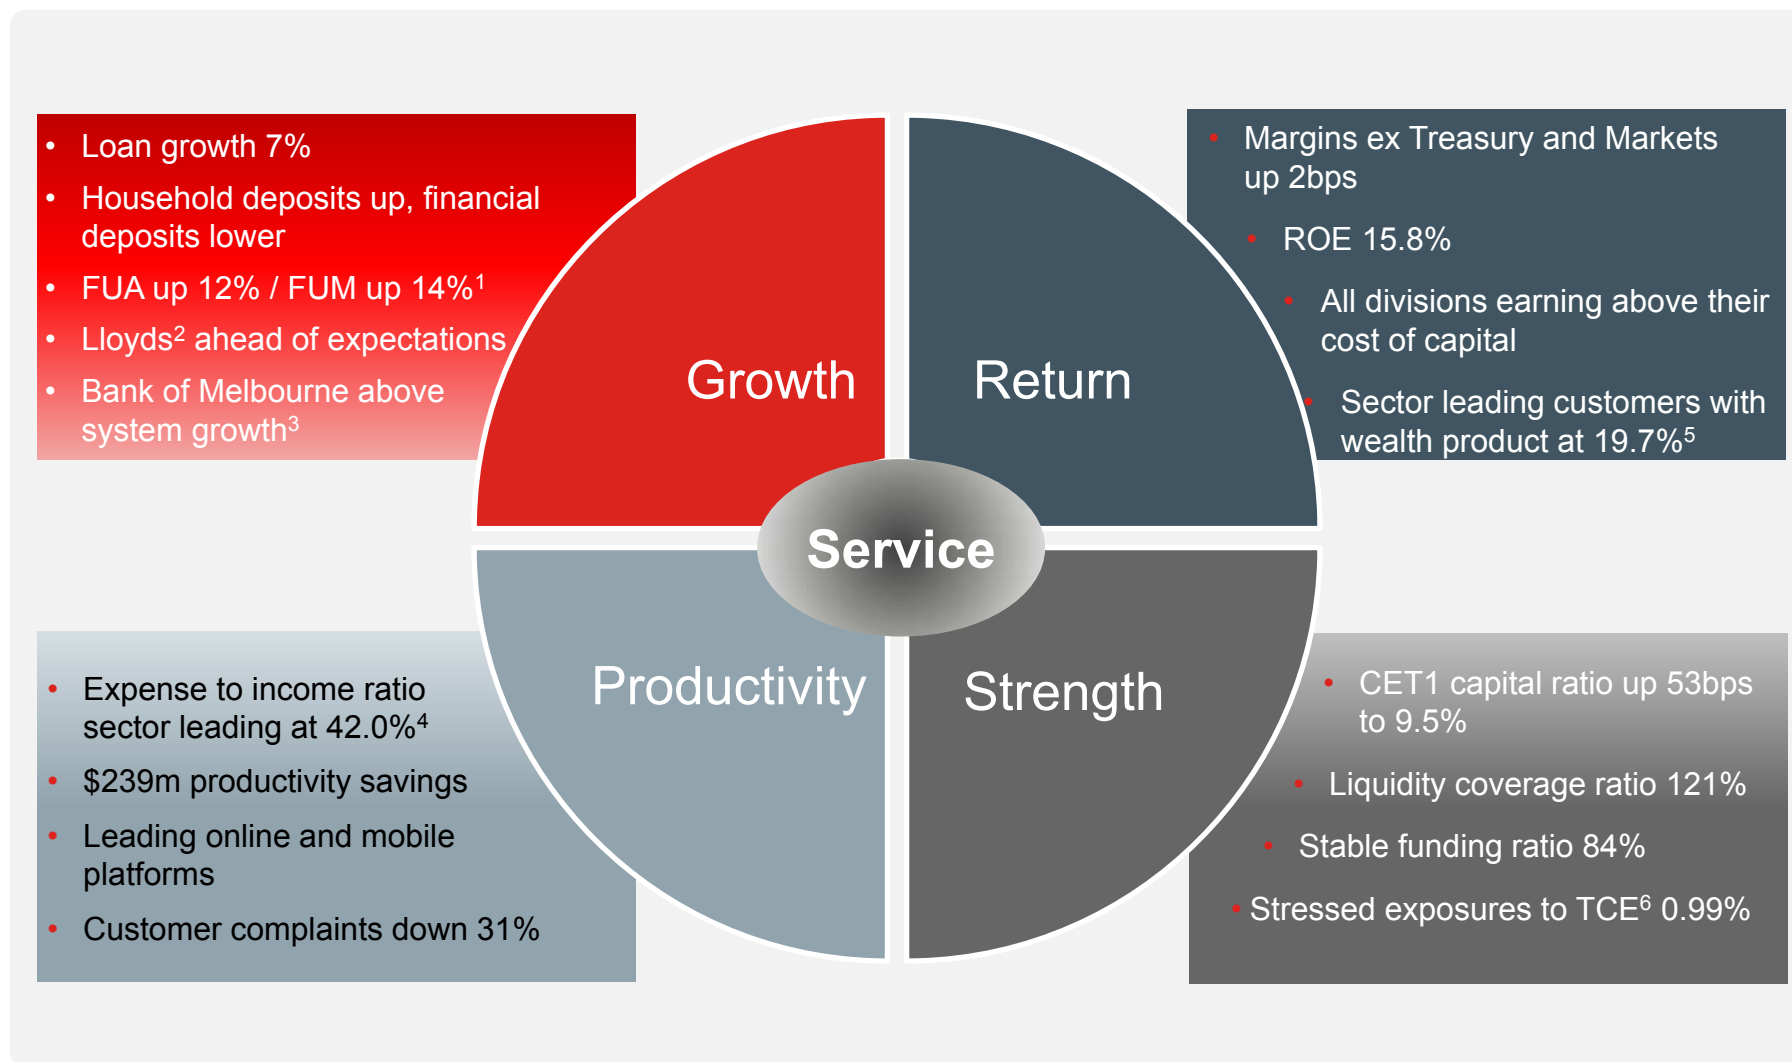 • Loan growth 7%
• Household deposits up, financial
deposits lower
• FUA up 12% / FUM up 14%¹
• Lloyds² ahead of expectations
• Bank of Melbourne above
system growth³
Growth
Return
• Margins ex Treasury and Markets
up 2bps
• ROE 15.8%
• All divisions earning above their
cost of capital
• Sector leading customers with
wealth product at 19.7%⁵
Service
• Expense to income ratio
sector leading at 42.0%⁴
• $239m productivity savings
• Leading online and mobile
platforms
• Customer complaints down 31%
Productivity
Strength
• CET1 capital ratio up 53bps
to 9.5%
• Liquidity coverage ratio 121%
• Stable funding ratio 84%
• Stressed exposures to TCE⁶ 0.99%